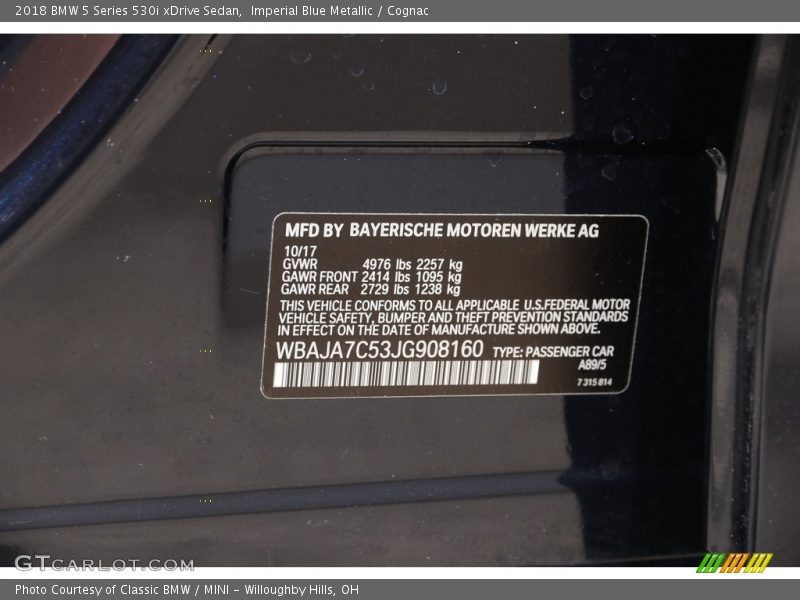 2018 BMW 5 Series 530i xDrive Sedan, Imperial Blue Metallic / Cognac
MFD BY BAYERISCHE MOTOREN WERKE AG
10/17
GVWR 4976 lbs 2257 kg
GAWR FRONT 2414 lbs 1095 kg
GAWR REAR 2729 lbs 1238 kg
THIS VEHICLE CONFORMS TO ALL APPLICABLE U.S.FEDERAL MOTOR
VEHICLE SAFETY, BUMPER AND THEFT PREVENTION STANDARDS
IN EFFECT ON THE DATE OF MANUFACTURE SHOWN ABOVE.
WBAJA7C53JG908160 TYPE: PASSENGER CAR
A89/5
7 315 814
GTCARLOT.COM
Photo Courtesy of Classic BMW / MINI - Willoughby Hills, OH